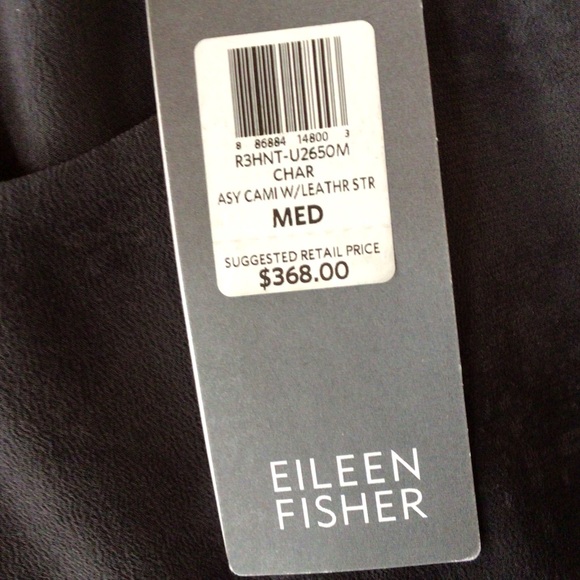 8 86884 14800 3
R3HNT-U2650M
CHAR
ASY CAMI W/LEATHR STR
MED
SUGGESTED RETAIL PRICE
$368.00
EILEEN
FISHER